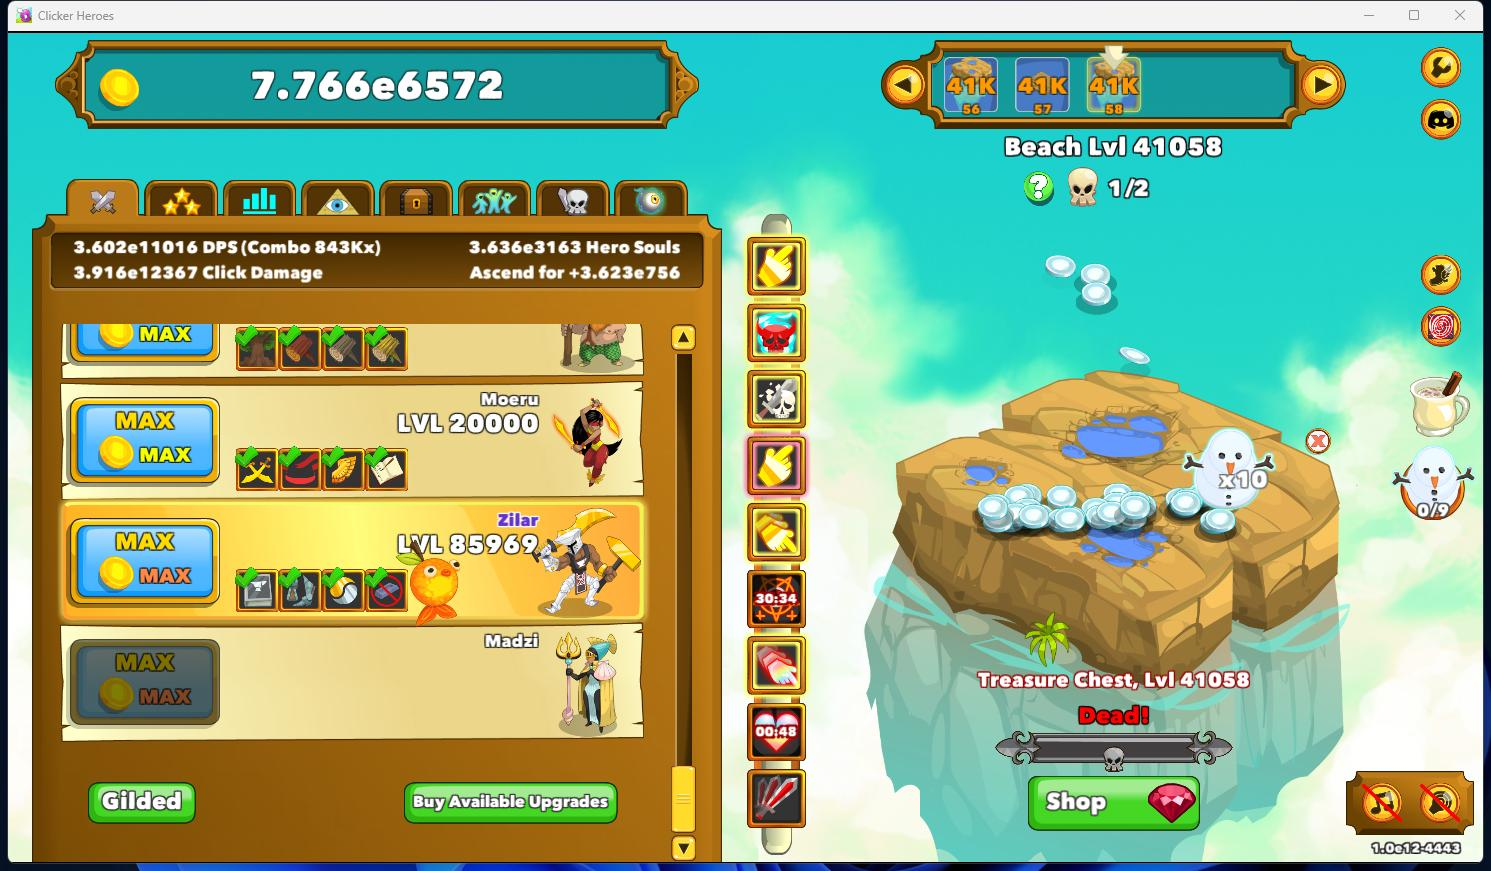 Clicker Heroes
7.766e6572
41K
56
41K
57
41K
58
Beach Lvl 41058
1/2
3.602e11016 DPS (Combo 843Kx)
3.636e3163 Hero Souls
3.916e12367 Click Damage
Ascend for +3.623e756
MAX
Moeru
LVL 20000
MAX
MAX
Zilar
LVL 85969
MAX
MAX
Madzi
MAX
MAX
Gilded
Buy Available Upgrades
30:34
00:48
x10
0/9
Treasure Chest, Lvl 41058
Dead!
Shop
1.0e12-4443